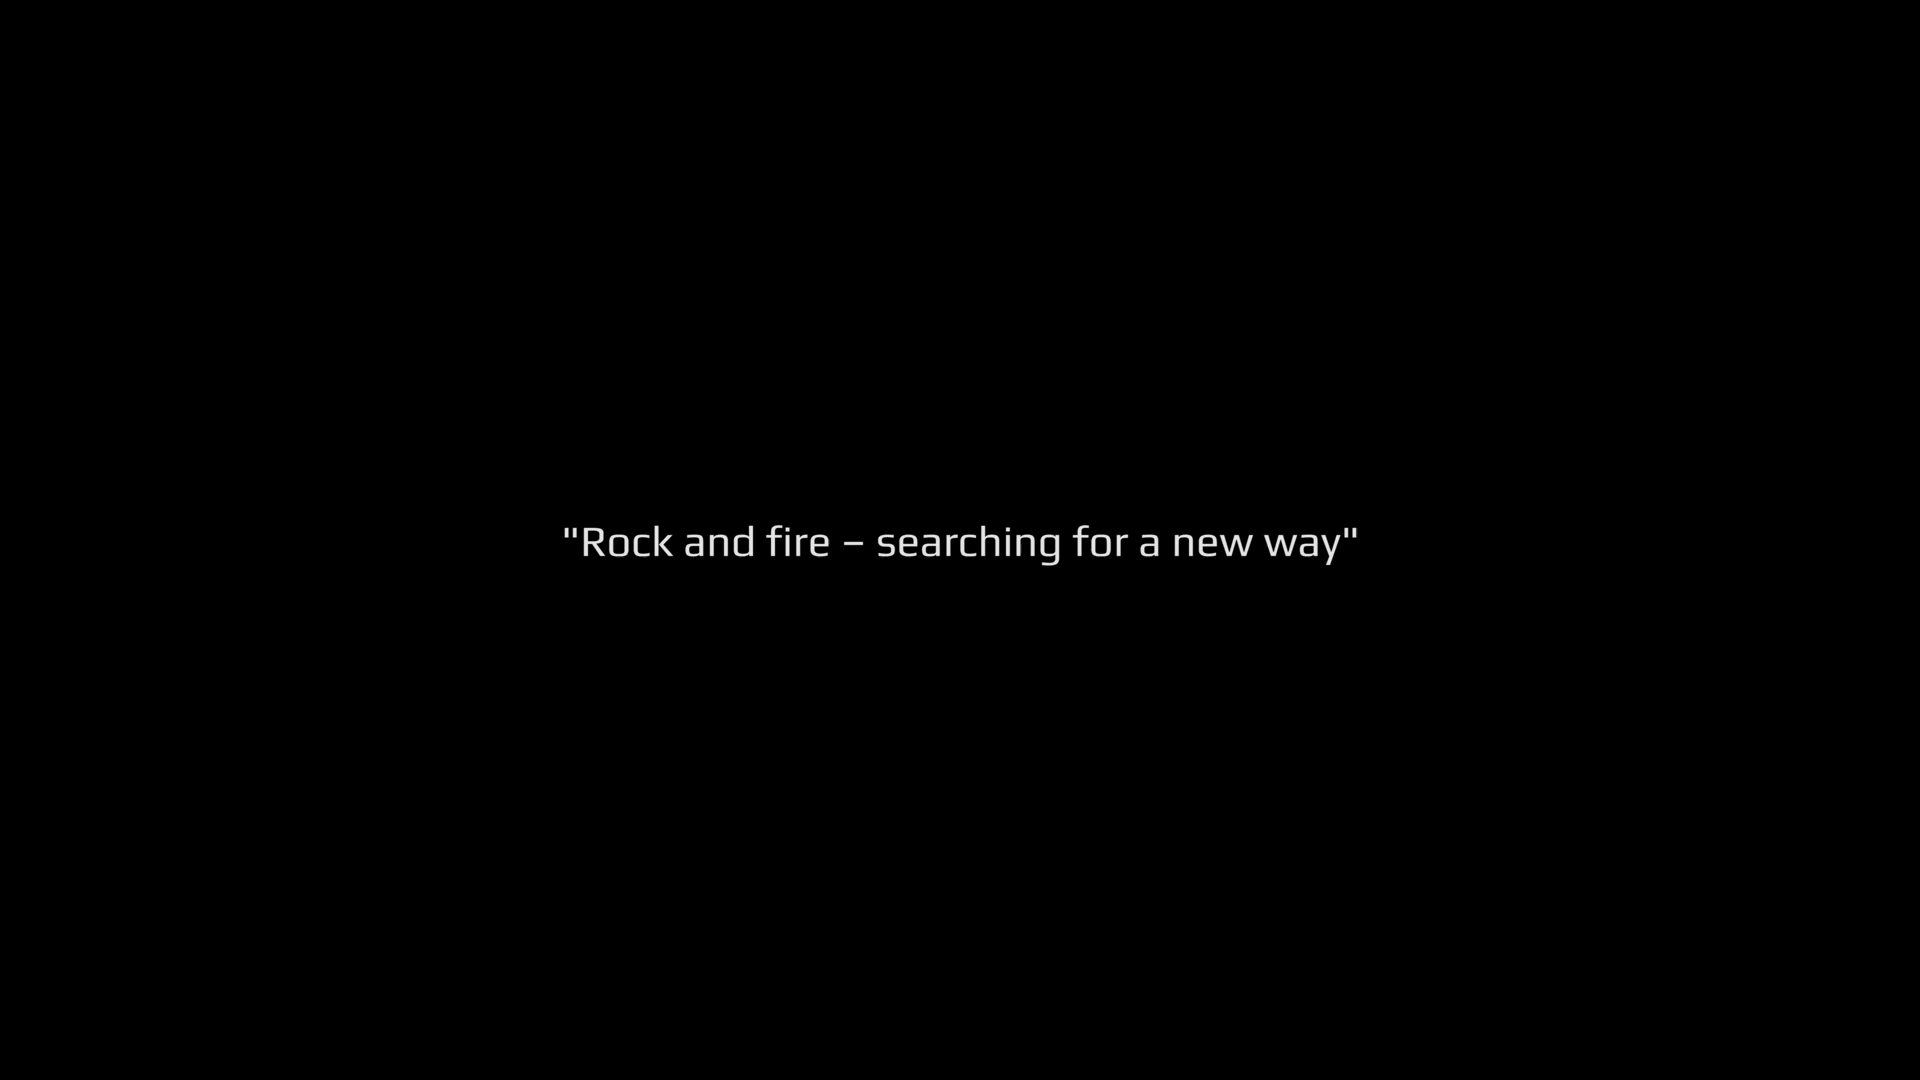 "Rock and fire – searching for a new way"